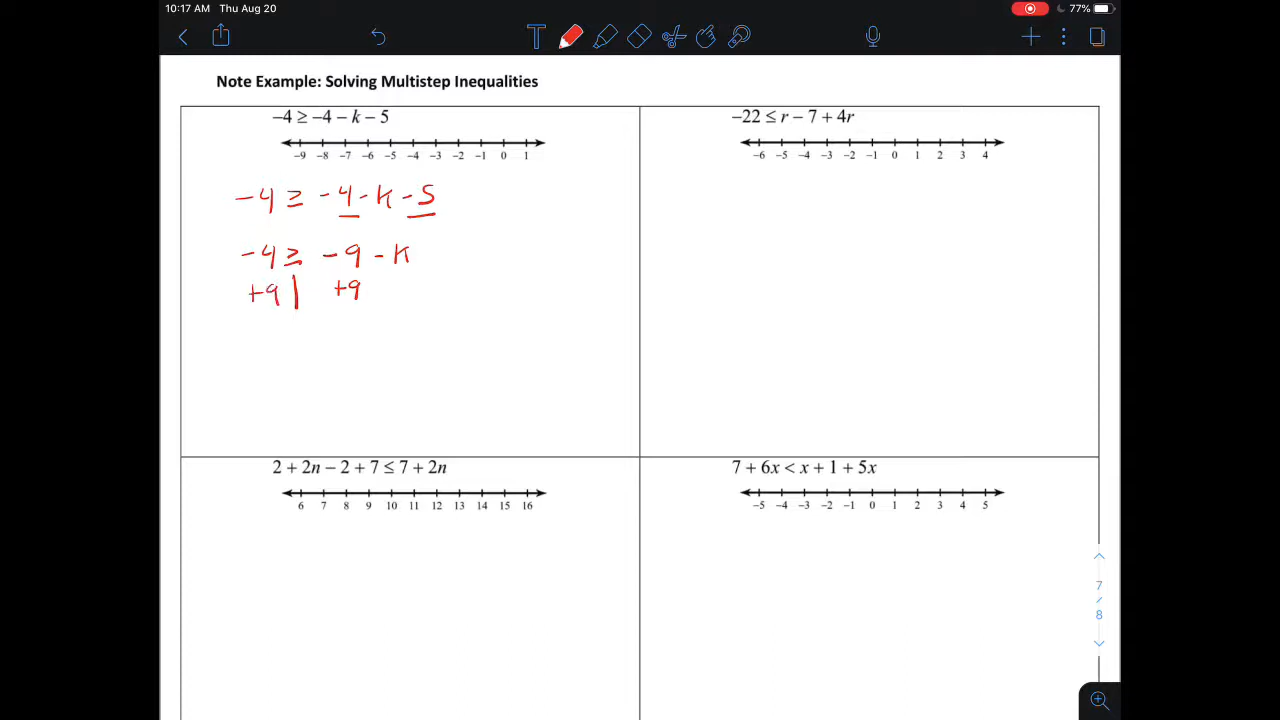 10:17 AM Thu Aug 20
77%
T
Note Example: Solving Multistep Inequalities
−4 ≥ −4 − k − 5
−9 −8 −7 −6 −5 −4 −3 −2 −1 0 1
-4 ≥ -4 - k - 5
-4 ≥ -9 - k
+9 | +9
−22 ≤ r − 7 + 4r
−6 −5 −4 −3 −2 −1 0 1 2 3 4
2 + 2n − 2 + 7 ≤ 7 + 2n
6 7 8 9 10 11 12 13 14 15 16
7 + 6x < x + 1 + 5x
−5 −4 −3 −2 −1 0 1 2 3 4 5
7
/
8